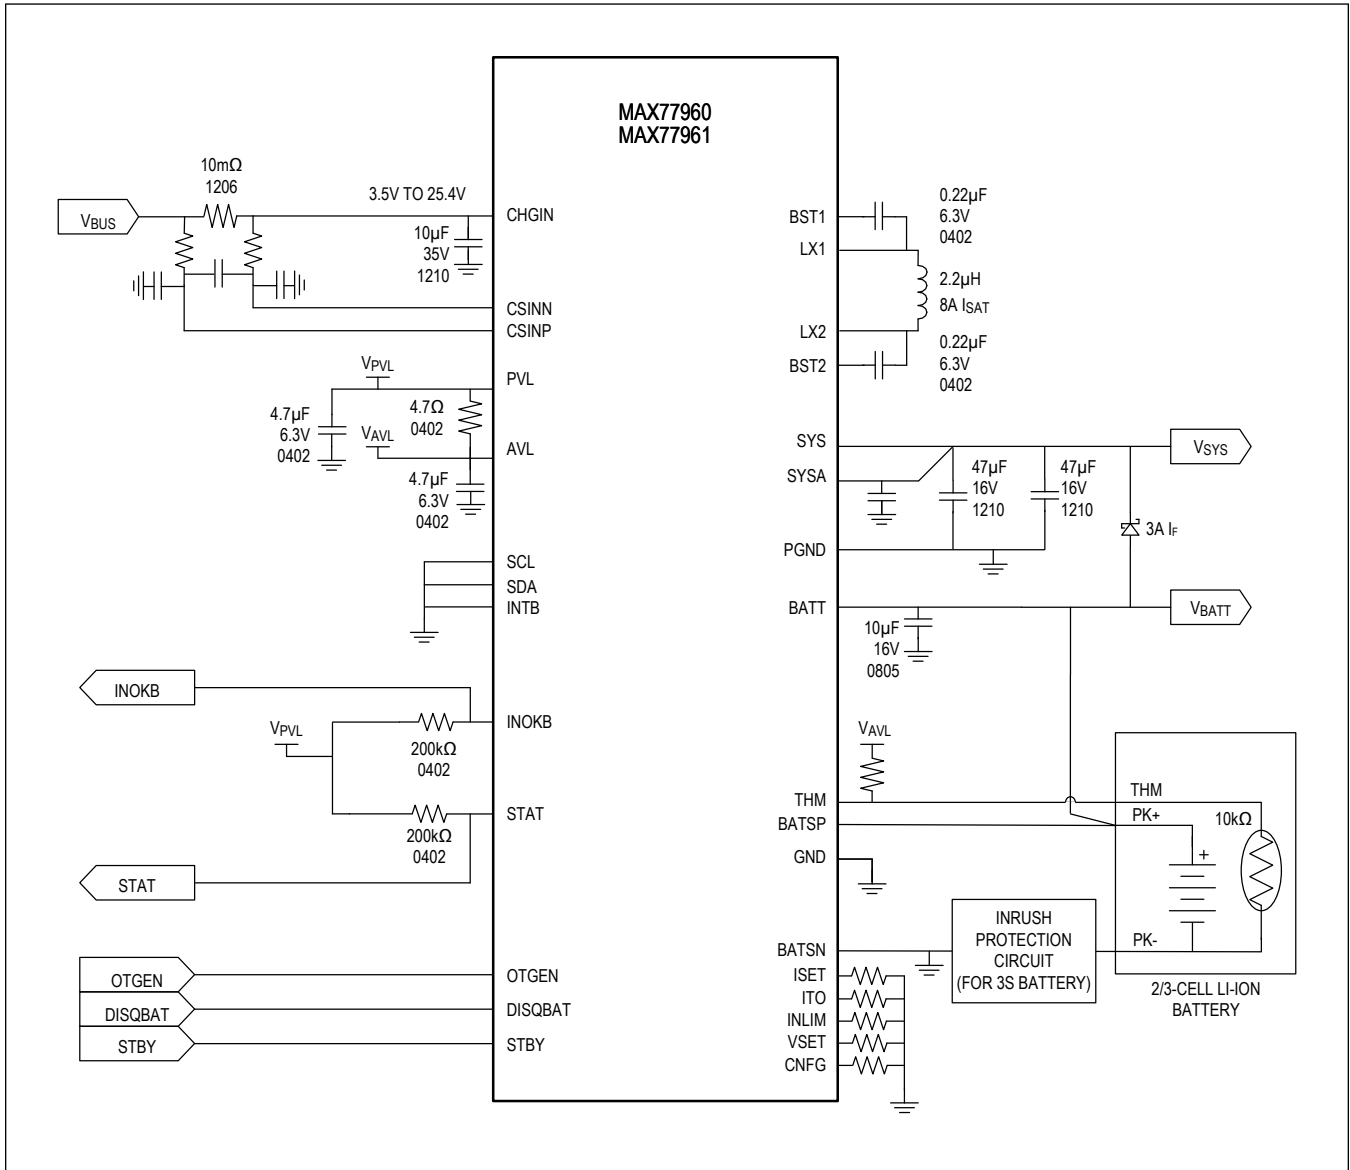 MAX77960
MAX77961
10mΩ
1206
3.5V TO 25.4V
VBUS
CHGIN
10µF
35V
1210
CSINN
CSINP
VPVL
PVL
4.7Ω
0402
4.7µF
6.3V
0402
VAVL
AVL
4.7µF
6.3V
0402
SCL
SDA
INTB
INOKB
INOKB
VPVL
200kΩ
0402
STAT
200kΩ
0402
STAT
OTGEN
OTGEN
DISQBAT
DISQBAT
STBY
STBY
BST1
0.22µF
6.3V
0402
LX1
2.2µH
8A ISAT
LX2
BST2
0.22µF
6.3V
0402
SYS
VSYS
SYSA
47µF
16V
1210
47µF
16V
1210
3A IF
PGND
BATT
VBATT
10µF
16V
0805
VAVL
THM
THM
BATSP
PK+
10kΩ
+
GND
BATSN
INRUSH
PROTECTION
CIRCUIT
(FOR 3S BATTERY)
PK-
2/3-CELL LI-ION
BATTERY
ISET
ITO
INLIM
VSET
CNFG